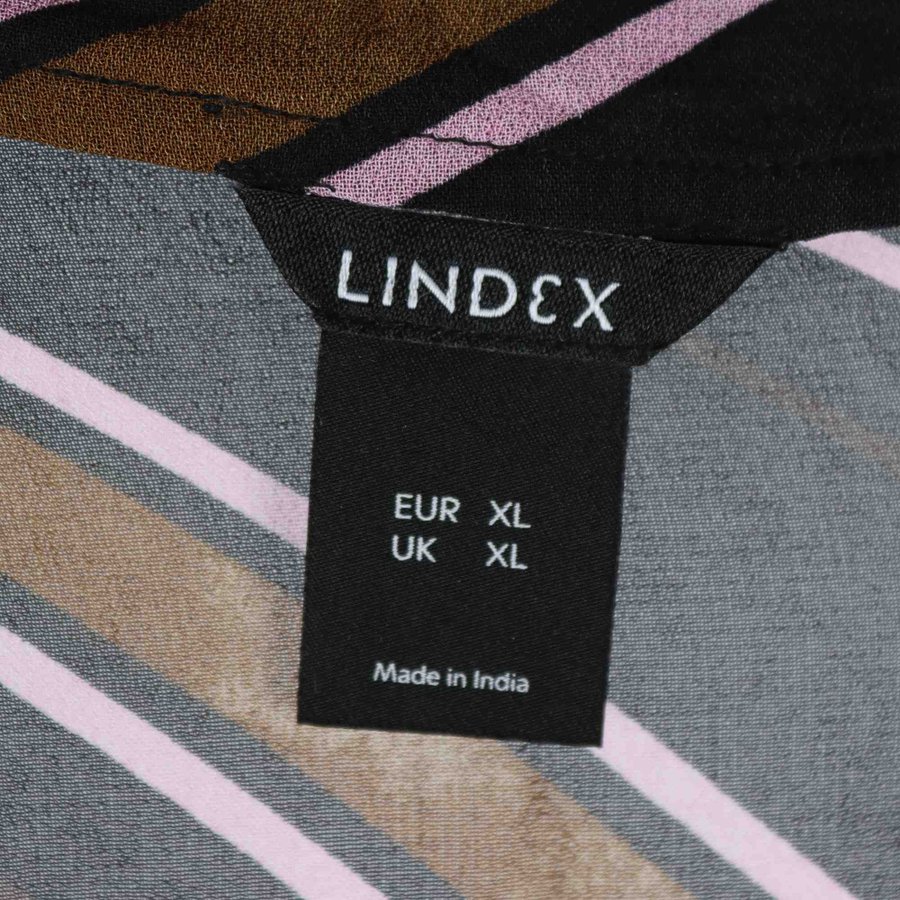 LINDEX
EUR XL
UK XL
Made in India